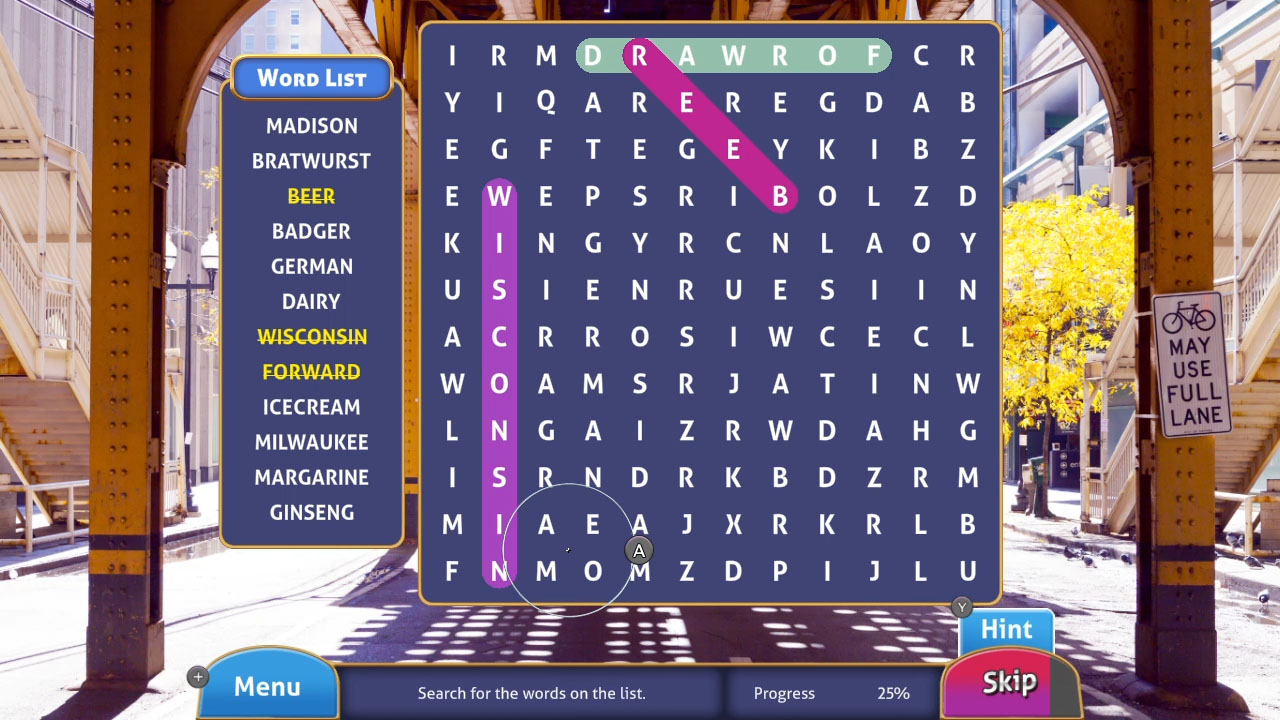 WORD LIST
MADISON
BRATWURST
BEER
BADGER
GERMAN
DAIRY
WISCONSIN
FORWARD
ICECREAM
MILWAUKEE
MARGARINE
GINSENG
I R M D R A W R O F C R
Y I Q A R E R E G D A B
E G F T E G E Y K I B Z
E W E P S R I B O L Z D
K I N G Y R C N L A O Y
U S I E N R U E S I I N
A C R R O S I W C E C L
W O A M S R J A T I N W
L N G A I Z R W D A H G
I S R N D R K B D Z R M
M I A E A J X R K R L B
F N M O M Z D P I J L U
A
MAY
USE
FULL
LANE
Y
Hint
+
Menu
Search for the words on the list.
Progress 25%
Skip